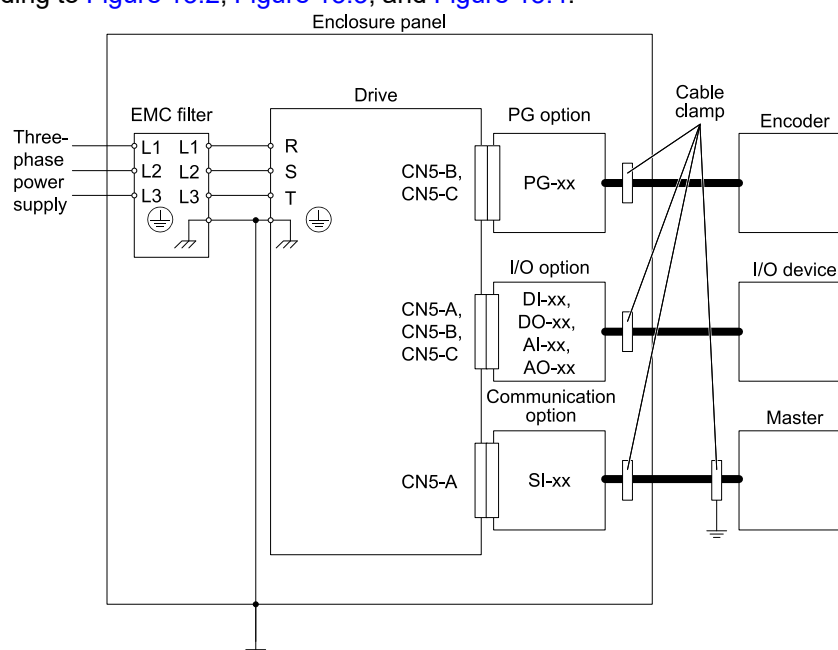 ding to Figure 10.2, Figure 10.3, and Figure 10.4.
Enclosure panel
Drive
EMC filter
Three-
phase
power
supply
L1 L1
L2 L2
L3 L3
R
S
T
PG option
CN5-B,
CN5-C
PG-xx
Cable
clamp
Encoder
I/O option
CN5-A,
CN5-B,
CN5-C
DI-xx,
DO-xx,
AI-xx,
AO-xx
I/O device
Communication
option
CN5-A
SI-xx
Master